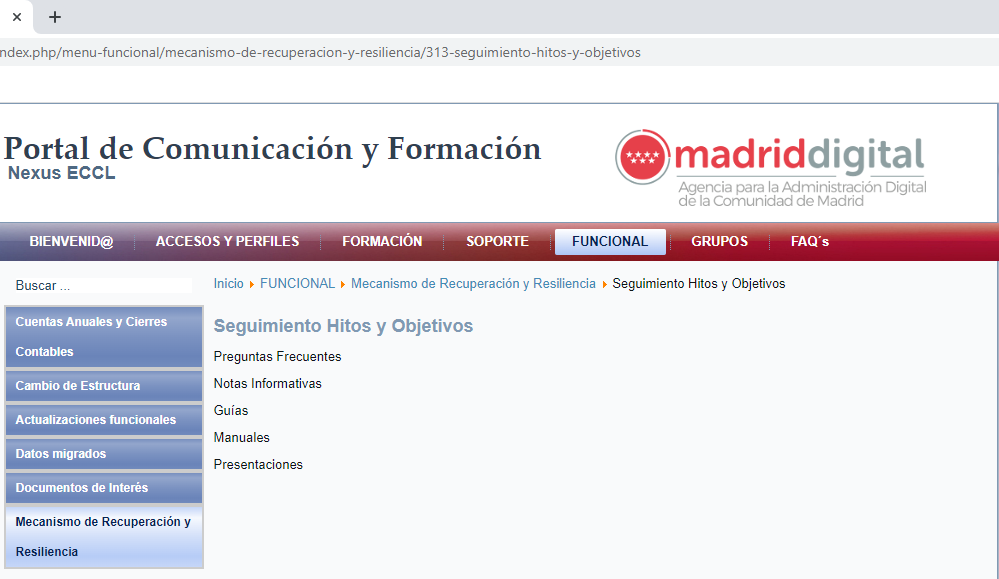 ndex.php/menu-funcional/mecanismo-de-recuperacion-y-resiliencia/313-seguimiento-hitos-y-objetivos
Portal de Comunicación y Formación
Nexus ECCL
madriddigital
Agencia para la Administración Digital
de la Comunidad de Madrid
BIENVENID@ ACCESOS Y PERFILES FORMACIÓN SOPORTE FUNCIONAL GRUPOS FAQ´s
Buscar ...
Inicio FUNCIONAL Mecanismo de Recuperación y Resiliencia Seguimiento Hitos y Objetivos
Cuentas Anuales y Cierres
Contables
Cambio de Estructura
Actualizaciones funcionales
Datos migrados
Documentos de Interés
Mecanismo de Recuperación y
Resiliencia
Seguimiento Hitos y Objetivos
Preguntas Frecuentes
Notas Informativas
Guías
Manuales
Presentaciones